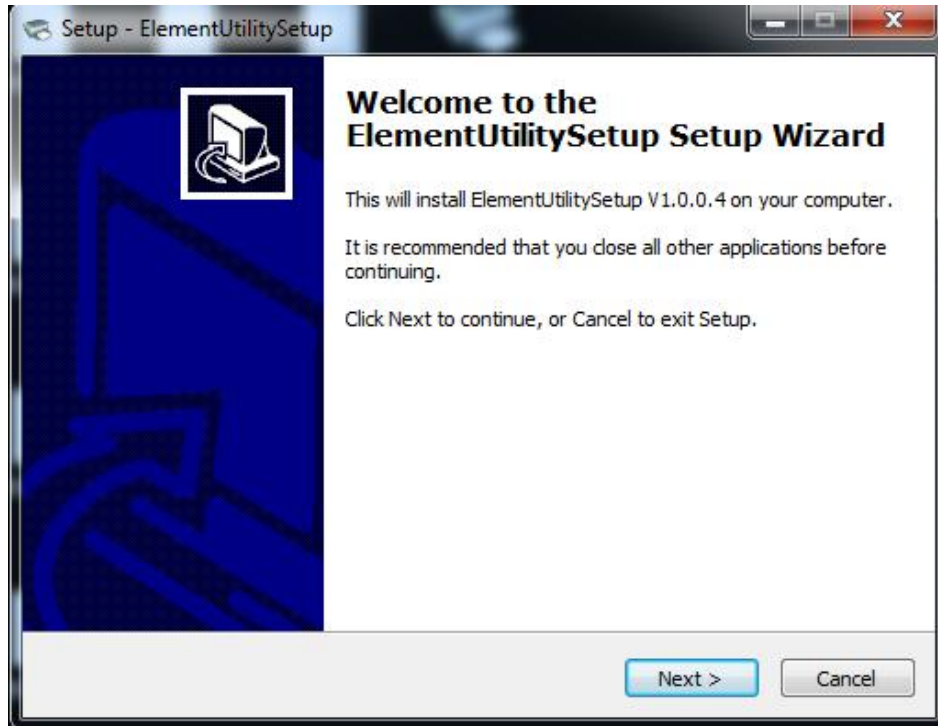 Setup - ElementUtilitySetup
Welcome to the
ElementUtilitySetup Setup Wizard
This will install ElementUtilitySetup V1.0.0.4 on your computer.
It is recommended that you close all other applications before
continuing.
Click Next to continue, or Cancel to exit Setup.
Next >
Cancel